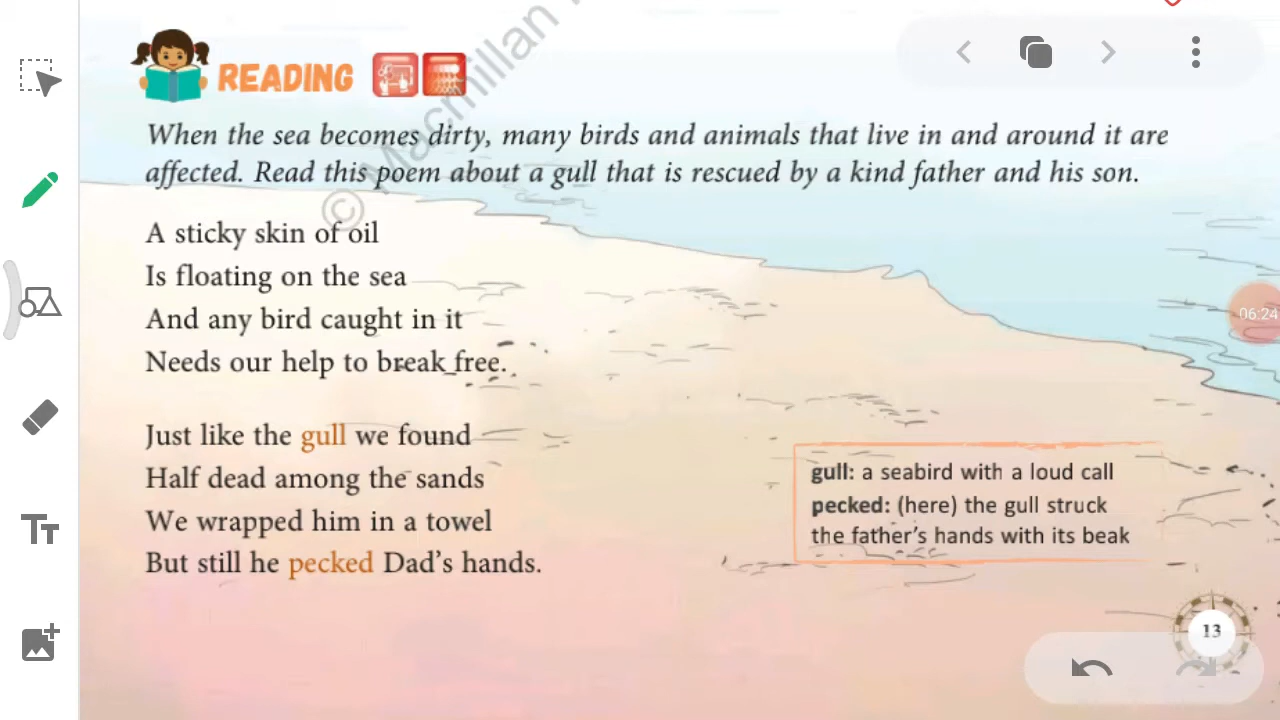 READING
© Macmillan
When the sea becomes dirty, many birds and animals that live in and around it are
affected. Read this poem about a gull that is rescued by a kind father and his son.
A sticky skin of oil
Is floating on the sea
And any bird caught in it
Needs our help to break free.
Just like the gull we found
Half dead among the sands
We wrapped him in a towel
But still he pecked Dad's hands.
gull: a seabird with a loud call
pecked: (here) the gull struck
the father's hands with its beak
06:24
13
TT